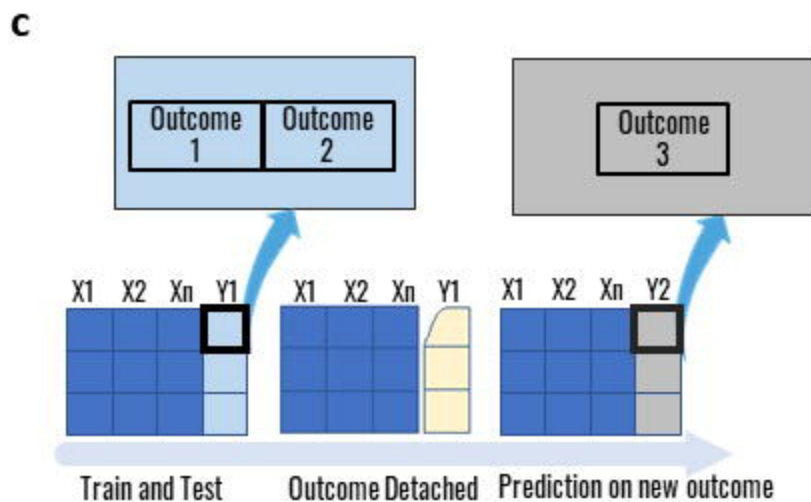 c
Outcome 1
Outcome 2
Outcome 3
X1 X2 Xn Y1
X1 X2 Xn Y1
X1 X2 Xn Y2
Train and Test
Outcome Detached
Prediction on new outcome